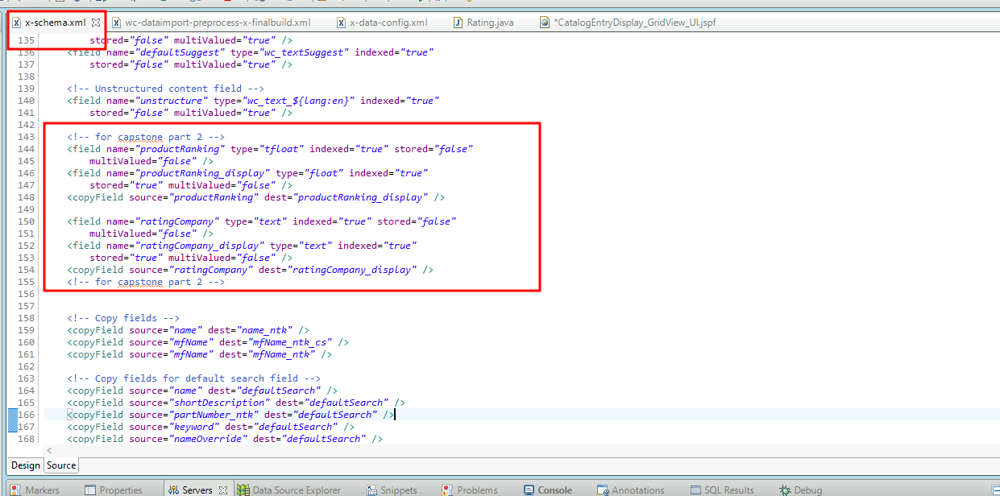 x-schema.xml wc-dataimport-preprocess-x-finalbuild.xml x-data-config.xml Rating.java *CatalogEntryDisplay_GridView_UI.jspf
135 stored="false" multiValued="true" />
136 <field name="defaultSuggest" type="wc_textSuggest" indexed="true"
137 stored="false" multiValued="true" />
138
139 <!-- Unstructured content field -->
140 <field name="unstructure" type="wc_text_${lang:en}" indexed="true"
141 stored="false" multiValued="true" />
142
143 <!-- for capstone part 2 -->
144 <field name="productRanking" type="tfloat" indexed="true" stored="false"
145 multiValued="false" />
146 <field name="productRanking_display" type="float" indexed="true"
147 stored="true" multiValued="false" />
148 <copyField source="productRanking" dest="productRanking_display" />
149
150 <field name="ratingCompany" type="text" indexed="true" stored="false"
151 multiValued="false" />
152 <field name="ratingCompany_display" type="text" indexed="true"
153 stored="true" multiValued="false" />
154 <copyField source="ratingCompany" dest="ratingCompany_display" />
155 <!-- for capstone part 2 -->
156
157
158 <!-- Copy fields -->
159 <copyField source="name" dest="name_ntk" />
160 <copyField source="mfName" dest="mfName_ntk_cs" />
161 <copyField source="mfName" dest="mfName_ntk" />
162
163 <!-- Copy fields for default search field -->
164 <copyField source="name" dest="defaultSearch" />
165 <copyField source="shortDescription" dest="defaultSearch" />
166 <copyField source="partNumber_ntk" dest="defaultSearch" />
167 <copyField source="keyword" dest="defaultSearch" />
168 <copyField source="nameOverride" dest="defaultSearch" />
Design Source
Markers Properties Servers Data Source Explorer Snippets Problems Console Annotations SQL Results Debug